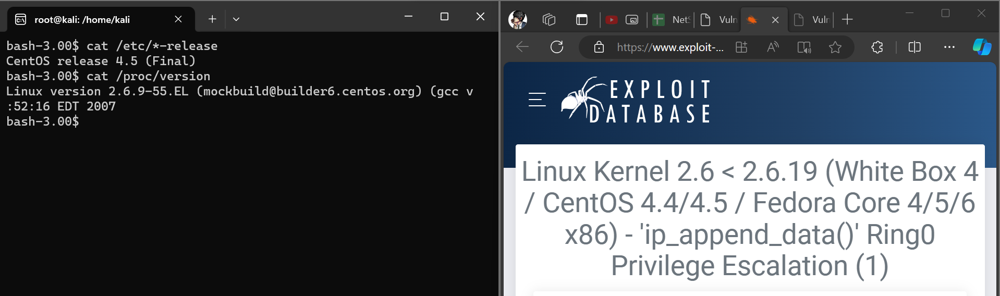 root@kali: /home/kali
bash-3.00$ cat /etc/*-release
CentOS release 4.5 (Final)
bash-3.00$ cat /proc/version
Linux version 2.6.9-55.EL (mockbuild@builder6.centos.org) (gcc v
:52:16 EDT 2007
bash-3.00$
NetS Vuln Vuln
https://www.exploit-...
EXPLOIT
DATABASE
Linux Kernel 2.6 < 2.6.19 (White Box 4
/ CentOS 4.4/4.5 / Fedora Core 4/5/6
x86) - 'ip_append_data()' Ring0
Privilege Escalation (1)